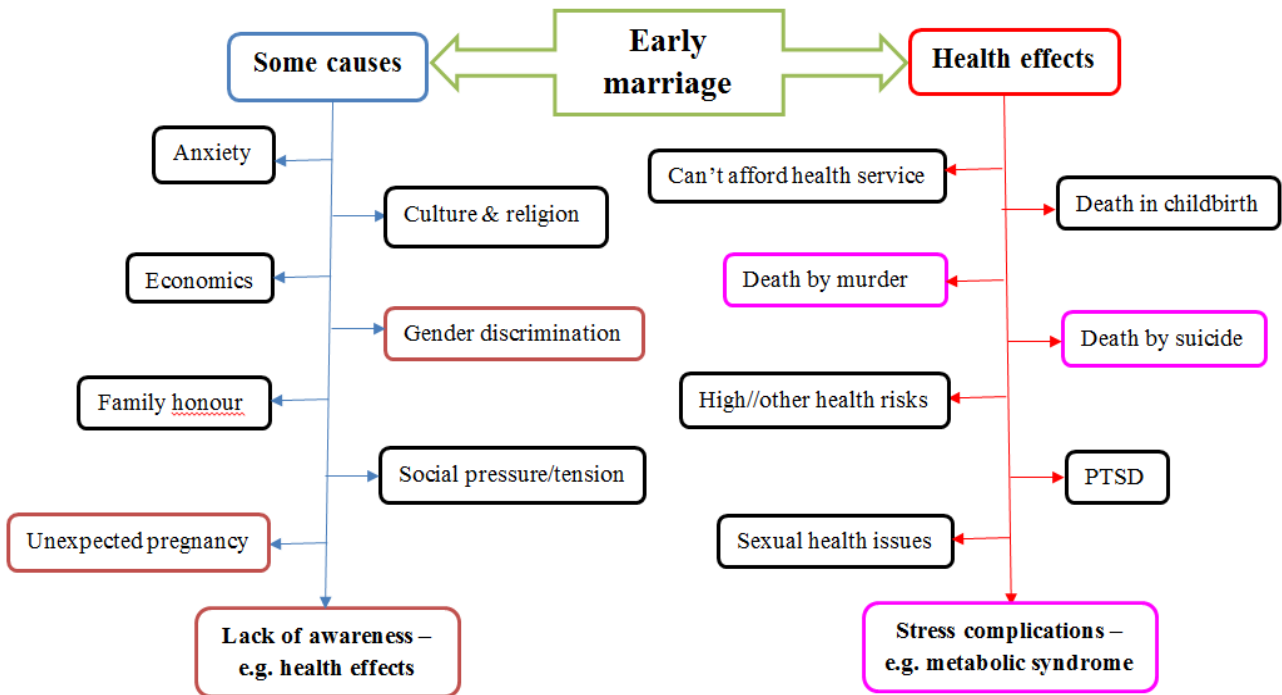 Early
marriage
Some causes
Anxiety
Culture & religion
Economics
Gender discrimination
Family honour
Social pressure/tension
Unexpected pregnancy
Lack of awareness –
e.g. health effects
Health effects
Can't afford health service
Death in childbirth
Death by murder
Death by suicide
High//other health risks
PTSD
Sexual health issues
Stress complications –
e.g. metabolic syndrome